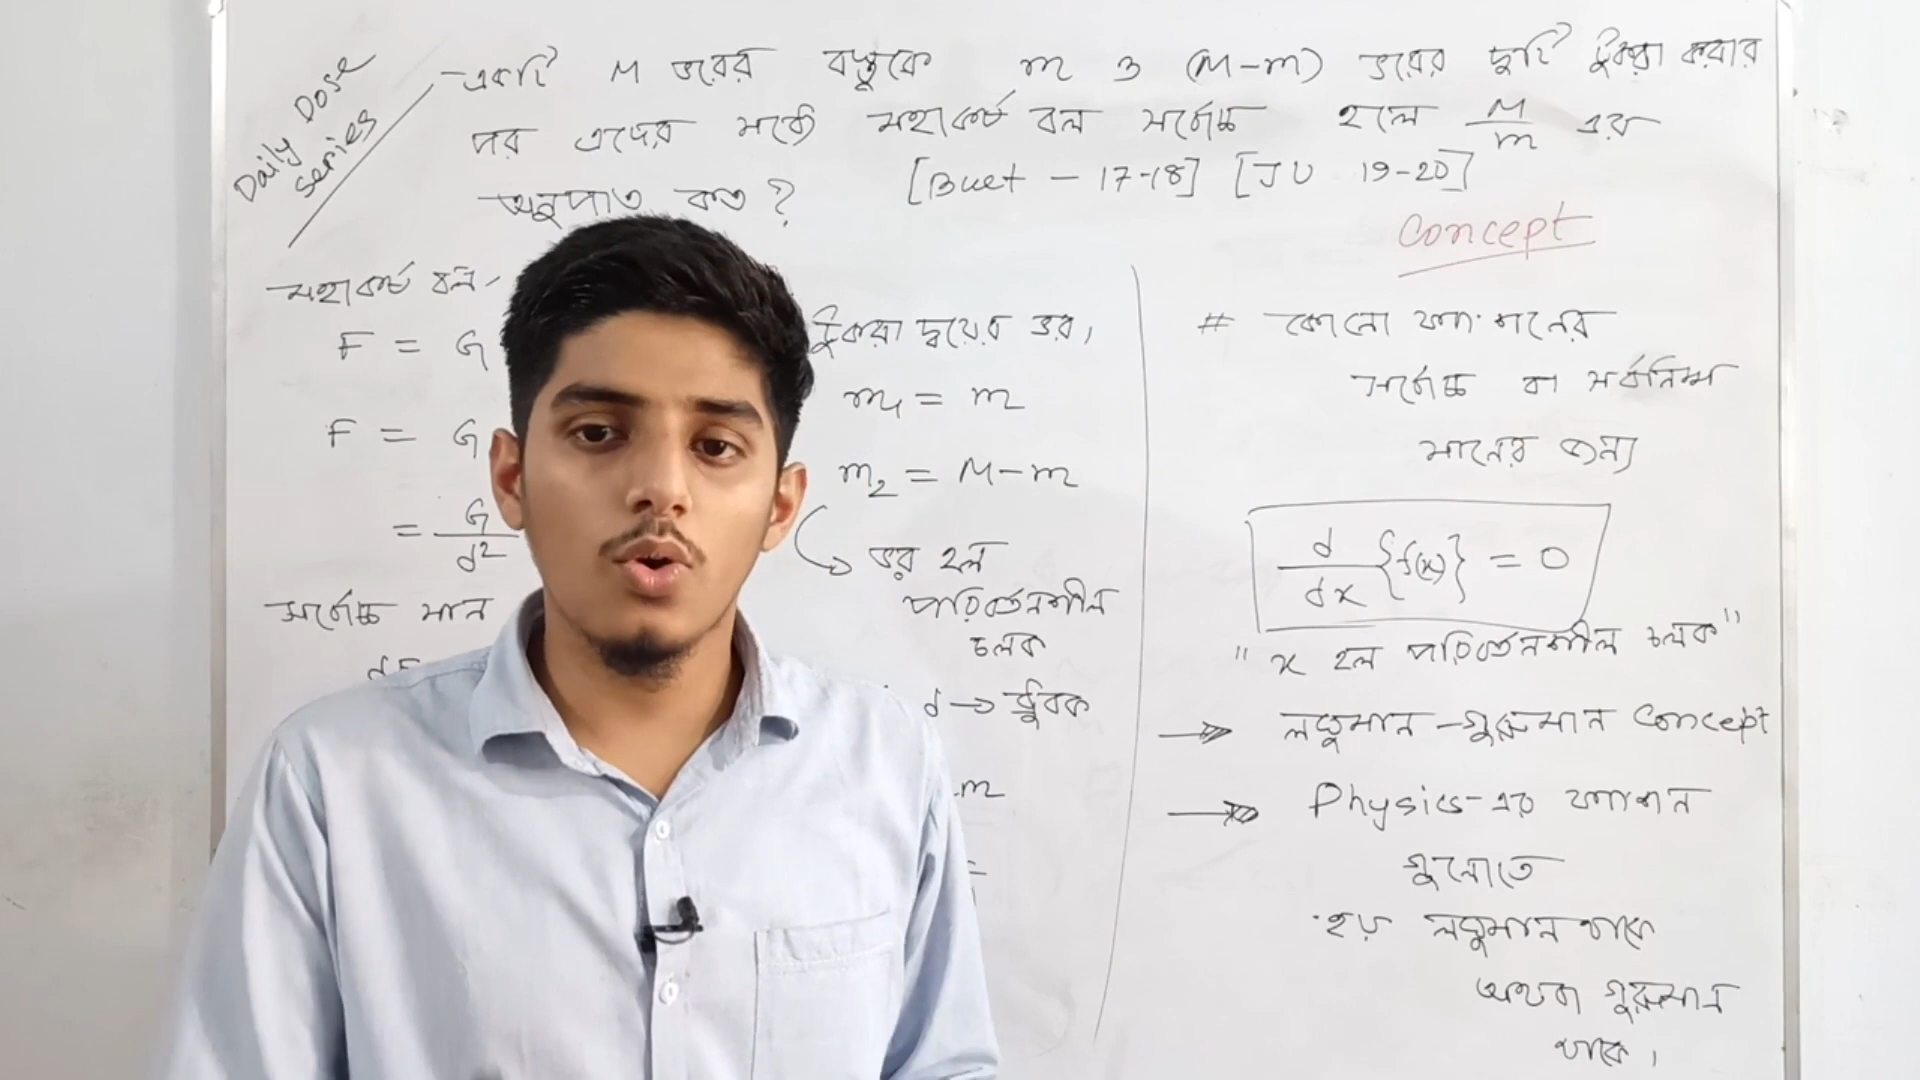 Daily Dose
series
একটি M ভরের বস্তুকে m ও (M-m) ভরের দুটি টুকরা করার
পর এদের মধ্যে মহাকর্ষ বল সর্বোচ্চ হলে M/m এর
অনুপাত কত? [Buet - 17-18] [JU 19-20]
মহাকর্ষ বল,
F = G
F = G
= G/d²
সর্বোচ্চ মান
dF
টুকরা দ্বয়ের ভর,
m₁ = m
m₂ = M-m
ভর হল
পরিবর্তনশীল
চলক
d → ধ্রুবক
m
Concept
# কোনো ফাংশনের
সর্বোচ্চ বা সর্বনিম্ন
মানের জন্য
d/dx {f(x)} = 0
" x হল পরিবর্তনশীল চলক"
→ লঘুমান-গুরুমান Concept
→ Physics-এর ফাংশন
গুলোতে
হয় লঘুমান থাকে
অথবা গুরুমান
থাকে।